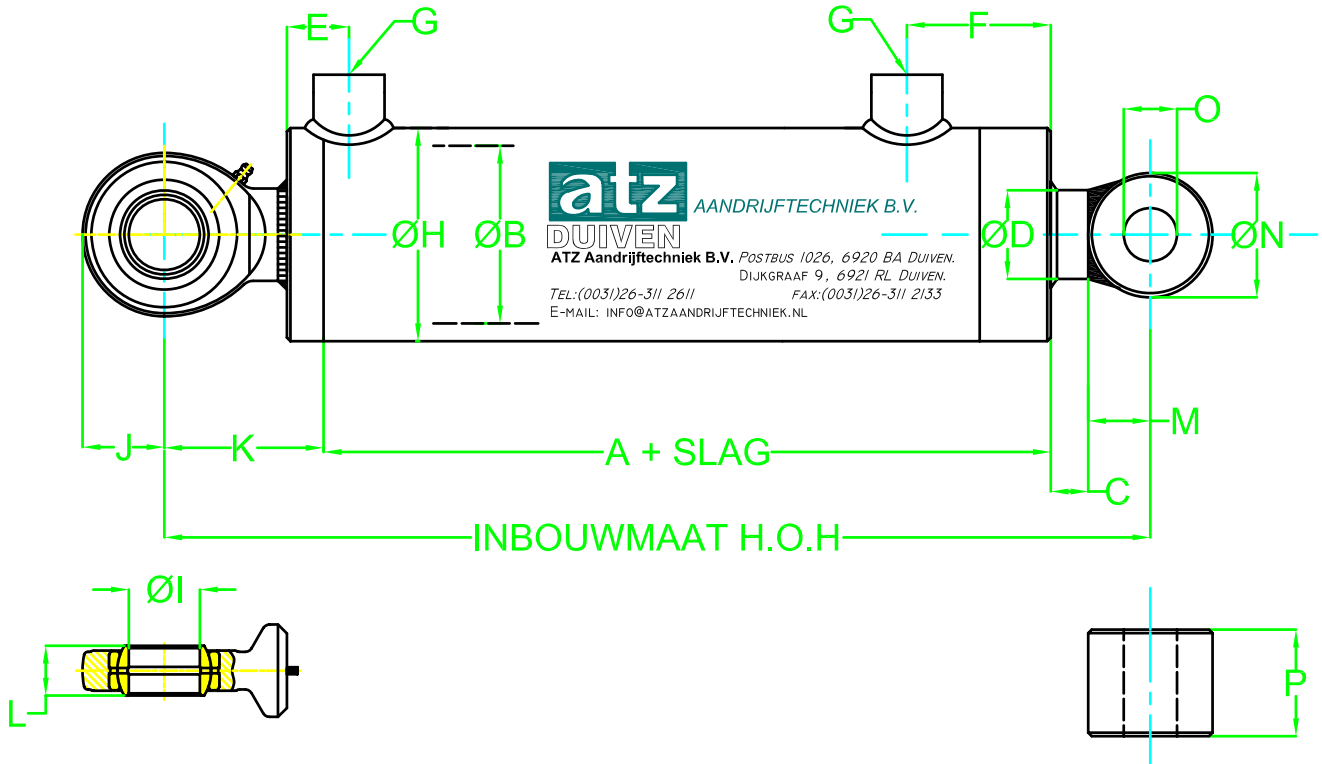 E
G
G
F
O
atz
AANDRIJFTECHNIEK B.V.
DUIVEN
ØH
ØB
ØD
ØN
ATZ Aandrijftechniek B.V. POSTBUS 1026, 6920 BA DUIVEN.
DIJKGRAAF 9, 6921 RL DUIVEN.
TEL:(0031)26-311 2611 FAX:(0031)26-311 2133
E-MAIL: INFO@ATZAANDRIJFTECHNIEK.NL
J
K
A + SLAG
M
C
INBOUWMAAT H.O.H
ØI
L
P